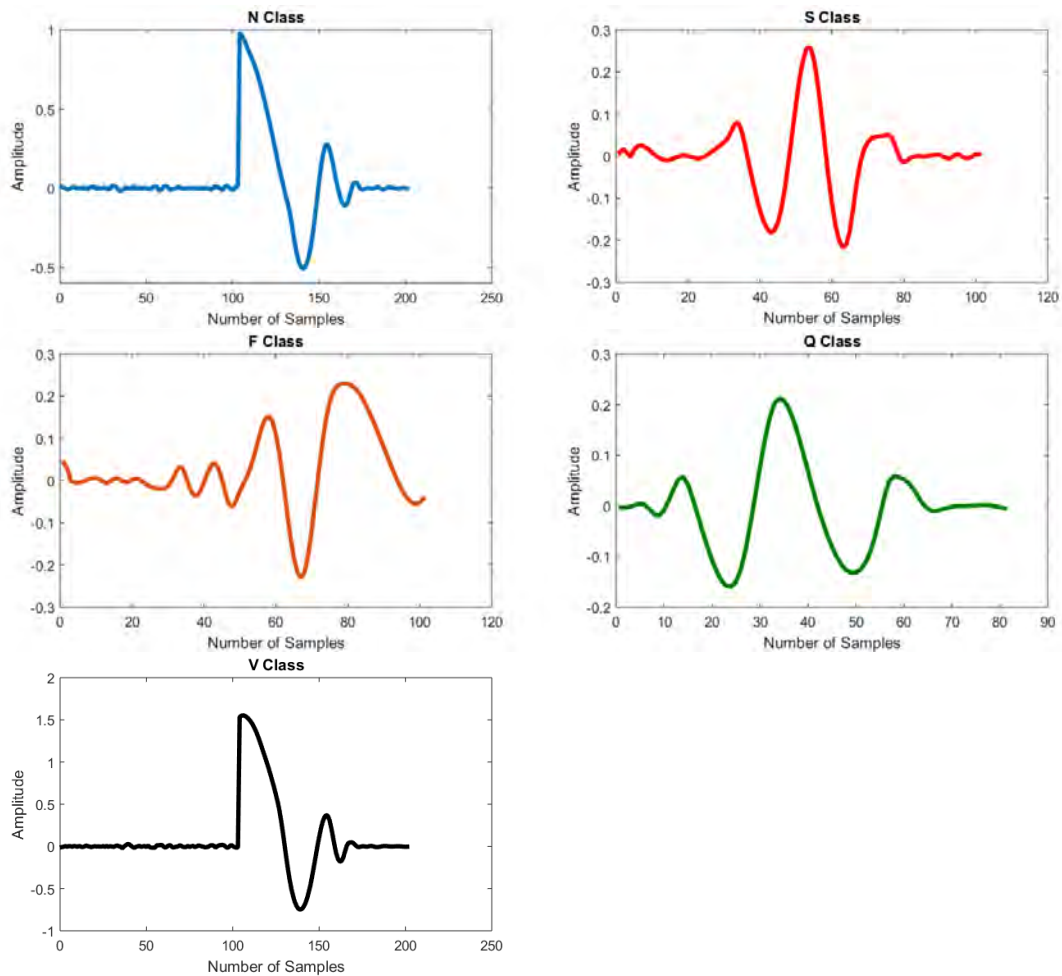 N Class
1
0.5
0
-0.5
Amplitude
0 50 100 150 200 250
Number of Samples
S Class
0.3
0.2
0.1
0
-0.1
-0.2
-0.3
Amplitude
0 20 40 60 80 100 120
Number of Samples
F Class
0.3
0.2
0.1
0
-0.1
-0.2
-0.3
Amplitude
0 20 40 60 80 100 120
Number of Samples
Q Class
0.3
0.2
0.1
0
-0.1
-0.2
Amplitude
0 10 20 30 40 50 60 70 80 90
Number of Samples
V Class
2
1.5
1
0.5
0
-0.5
-1
Amplitude
0 50 100 150 200 250
Number of Samples